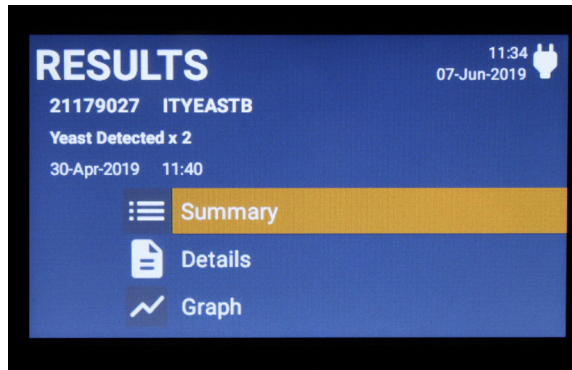 RESULTS
11:34
07-Jun-2019
21179027 ITYEASTB
Yeast Detected x 2
30-Apr-2019 11:40
Summary
Details
Graph